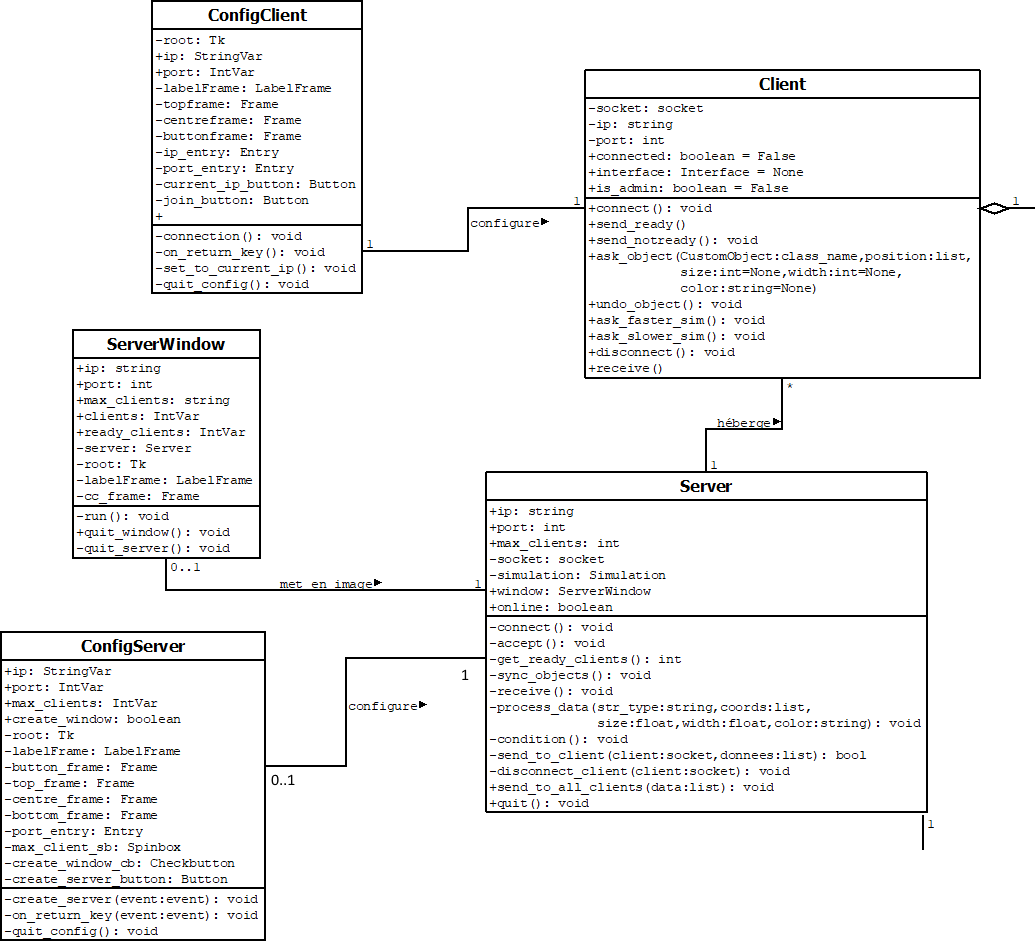 ConfigClient
-root: Tk
+ip: StringVar
+port: IntVar
-labelFrame: LabelFrame
-topframe: Frame
-centreframe: Frame
-buttonframe: Frame
-ip_entry: Entry
-port_entry: Entry
-current_ip_button: Button
-join_button: Button
+
-connection(): void
-on_return_key(): void
-set_to_current_ip(): void
-quit_config(): void
1
configure
1
Client
-socket: socket
-ip: string
-port: int
+connected: boolean = False
+interface: Interface = None
+is_admin: boolean = False
+connect(): void
+send_ready()
+send_notready(): void
+ask_object(CustomObject:class_name,position:list,
size:int=None,width:int=None,
color:string=None)
+undo_object(): void
+ask_faster_sim(): void
+ask_slower_sim(): void
+disconnect(): void
+receive()
1
*
héberge
1
ServerWindow
+ip: string
+port: int
+max_clients: string
+clients: IntVar
+ready_clients: IntVar
-server: Server
-root: Tk
-labelFrame: LabelFrame
-cc_frame: Frame
-run(): void
+quit_window(): void
-quit_server(): void
0..1
met en image
1
Server
+ip: string
+port: int
+max_clients: int
-socket: socket
-simulation: Simulation
+window: ServerWindow
+online: boolean
-connect(): void
-accept(): void
-get_ready_clients(): int
-sync_objects(): void
-receive(): void
-process_data(str_type:string,coords:list,
size:float,width:float,color:string): void
-condition(): void
-send_to_client(client:socket,donnees:list): bool
-disconnect_client(client:socket): void
+send_to_all_clients(data:list): void
+quit(): void
1
ConfigServer
+ip: StringVar
+port: IntVar
+max_clients: IntVar
+create_window: boolean
-root: Tk
-labelFrame: LabelFrame
-button_frame: Frame
-top_frame: Frame
-centre_frame: Frame
-bottom_frame: Frame
-port_entry: Entry
-max_client_sb: Spinbox
-create_window_cb: Checkbutton
-create_server_button: Button
-create_server(event:event): void
-on_return_key(event:event): void
-quit_config(): void
1
configure
0..1